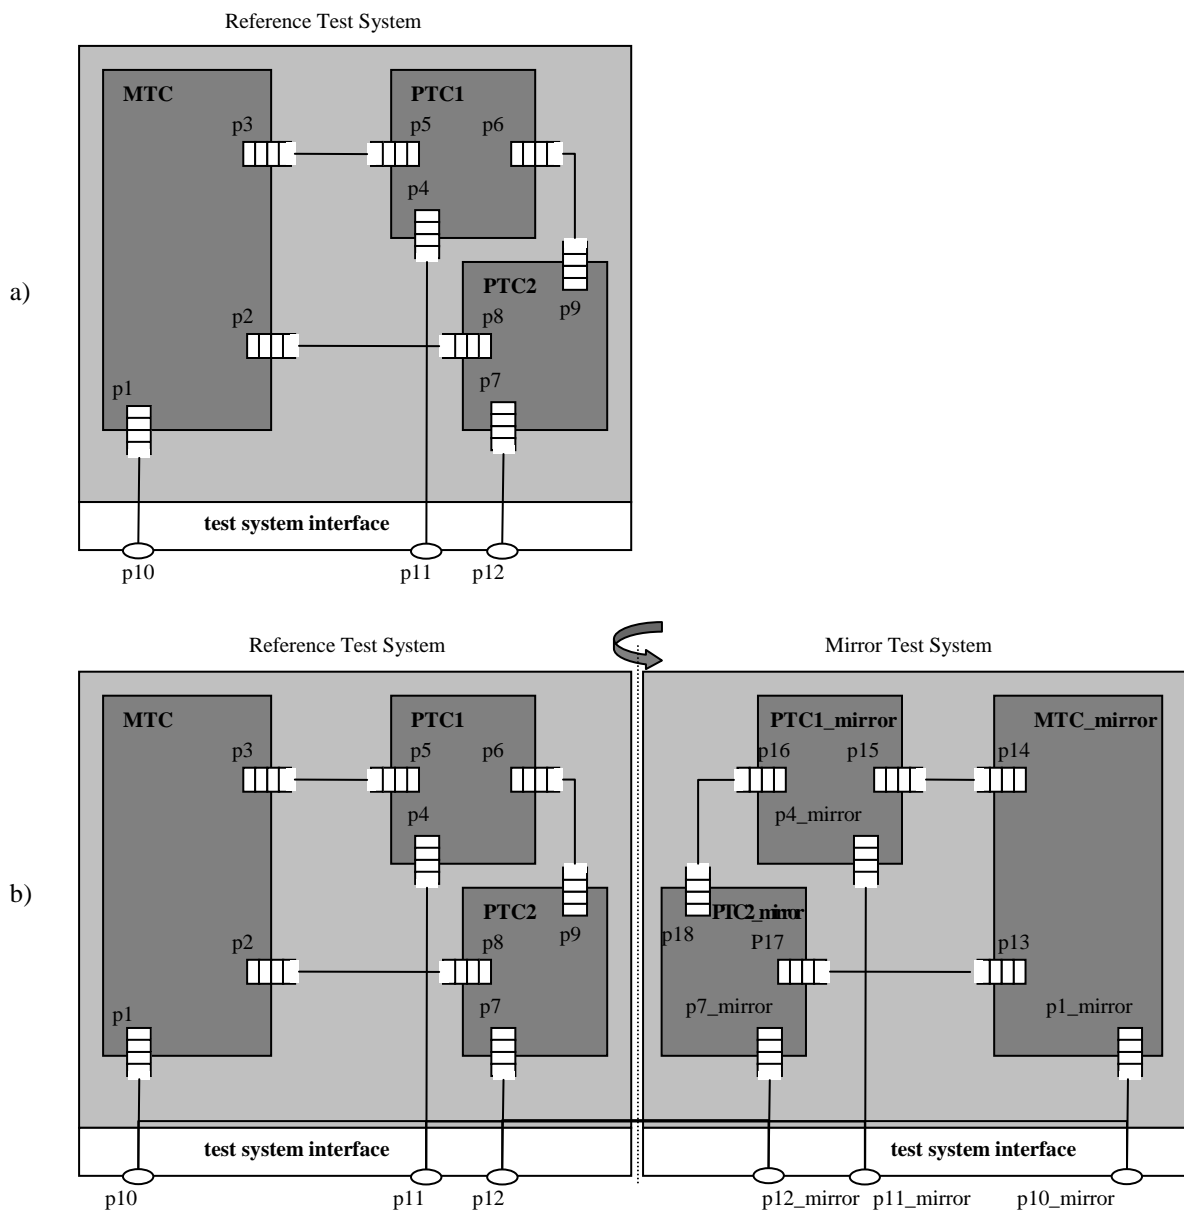 Reference Test System
MTC
PTC1
p3
p5
p6
p4
a)
PTC2
p2
p8
p9
p1
p7
test system interface
p10
p11
p12
Reference Test System
Mirror Test System
MTC
PTC1
PTC1_mirror
MTC_mirror
p3
p5
p6
p16
p15
p14
p4
p4_mirror
b)
PTC2
PTC2_mirror
p2
p8
p9
p18
P17
p13
p1
p7
p7_mirror
p1_mirror
test system interface
test system interface
p10
p11
p12
p12_mirror
p11_mirror
p10_mirror